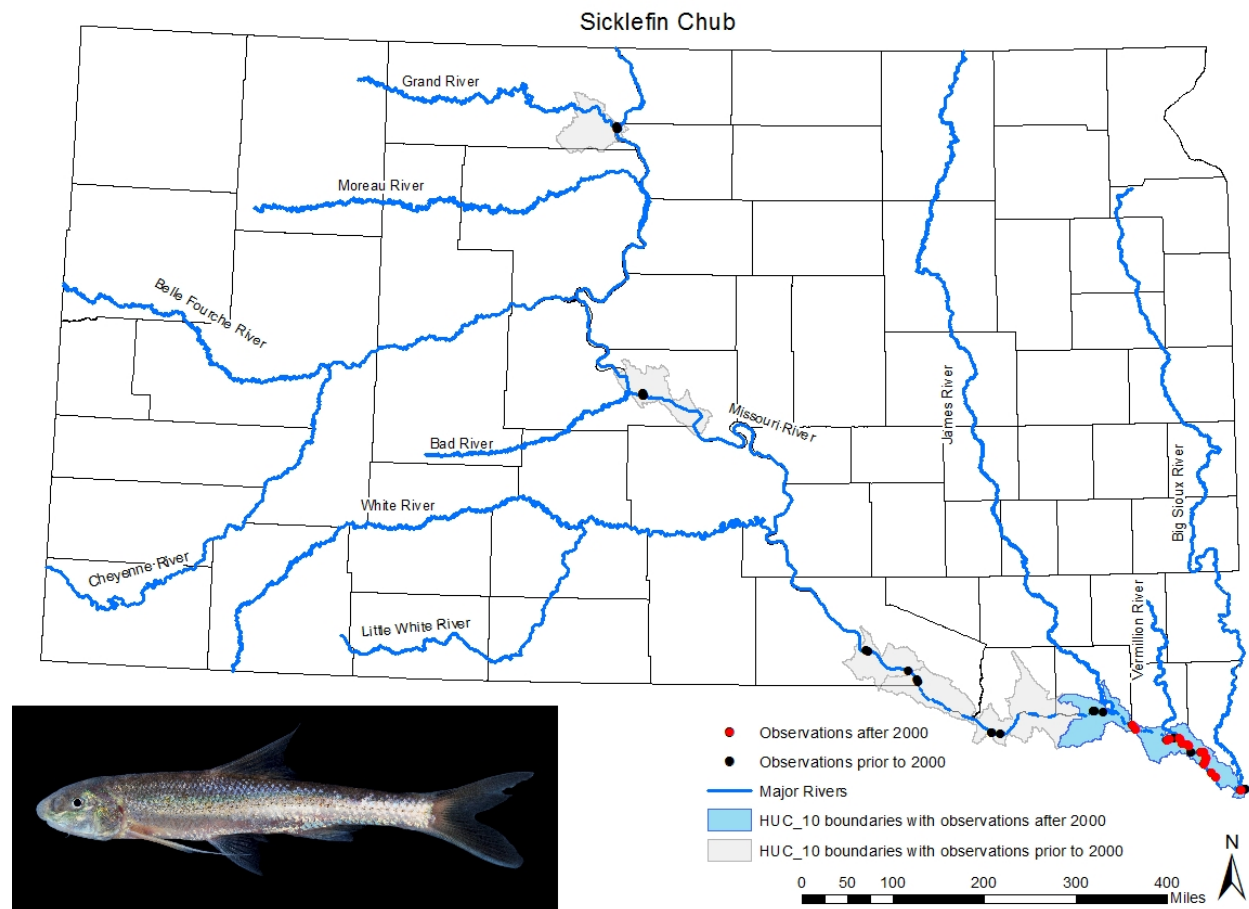 Sicklefin Chub
Grand River
Moreau River
Belle Fourche River
Missouri River
James River
Bad River
Big Sioux River
White River
Cheyenne River
Vermillion River
Little White River
Observations after 2000
Observations prior to 2000
Major Rivers
HUC_10 boundaries with observations after 2000
HUC_10 boundaries with observations prior to 2000
N
0 50 100 200 300 400
Miles